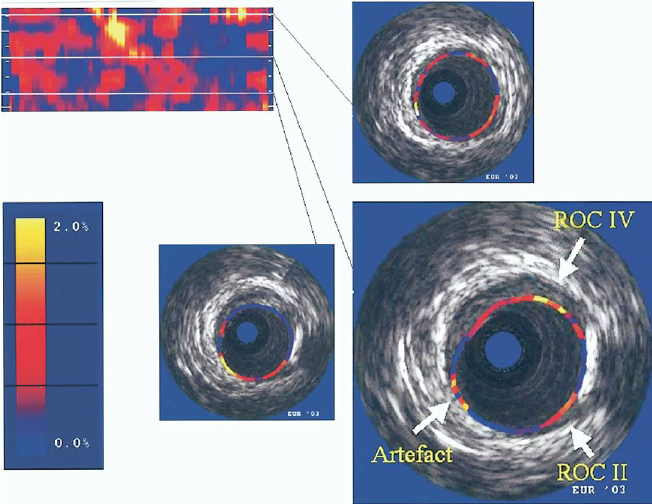 EUR '03
2.0%
0.0%
EUR '03
ROC IV
Artefact
ROC II
EUR '03